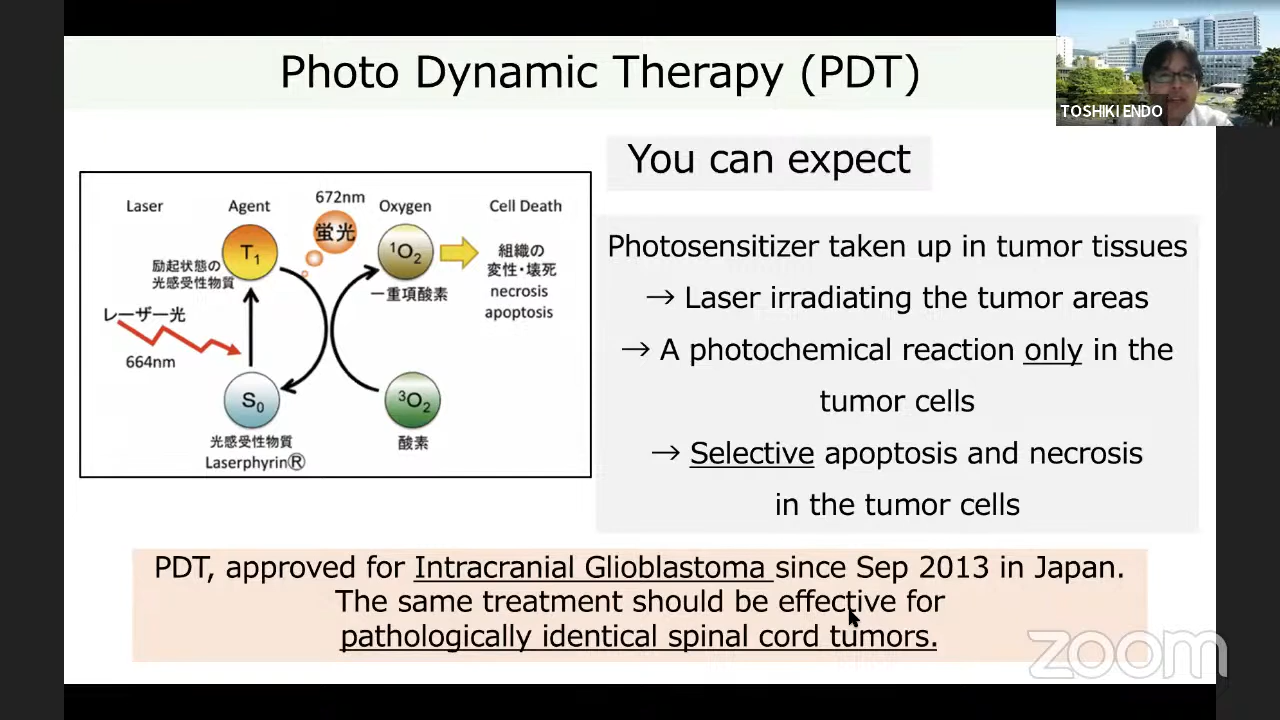 Photo Dynamic Therapy (PDT)
TOSHIKI ENDO
You can expect
Laser
Agent
672nm
Oxygen
Cell Death
蛍光
T1
1O2
励起状態の
光感受性物質
一重項酸素
組織の
変性・壊死
necrosis
apoptosis
レーザー光
664nm
S0
3O2
光感受性物質
Laserphyrin®
酸素
Photosensitizer taken up in tumor tissues
→ Laser irradiating the tumor areas
→ A photochemical reaction only in the
tumor cells
→ Selective apoptosis and necrosis
in the tumor cells
PDT, approved for Intracranial Glioblastoma since Sep 2013 in Japan.
The same treatment should be effective for
pathologically identical spinal cord tumors.
zoom